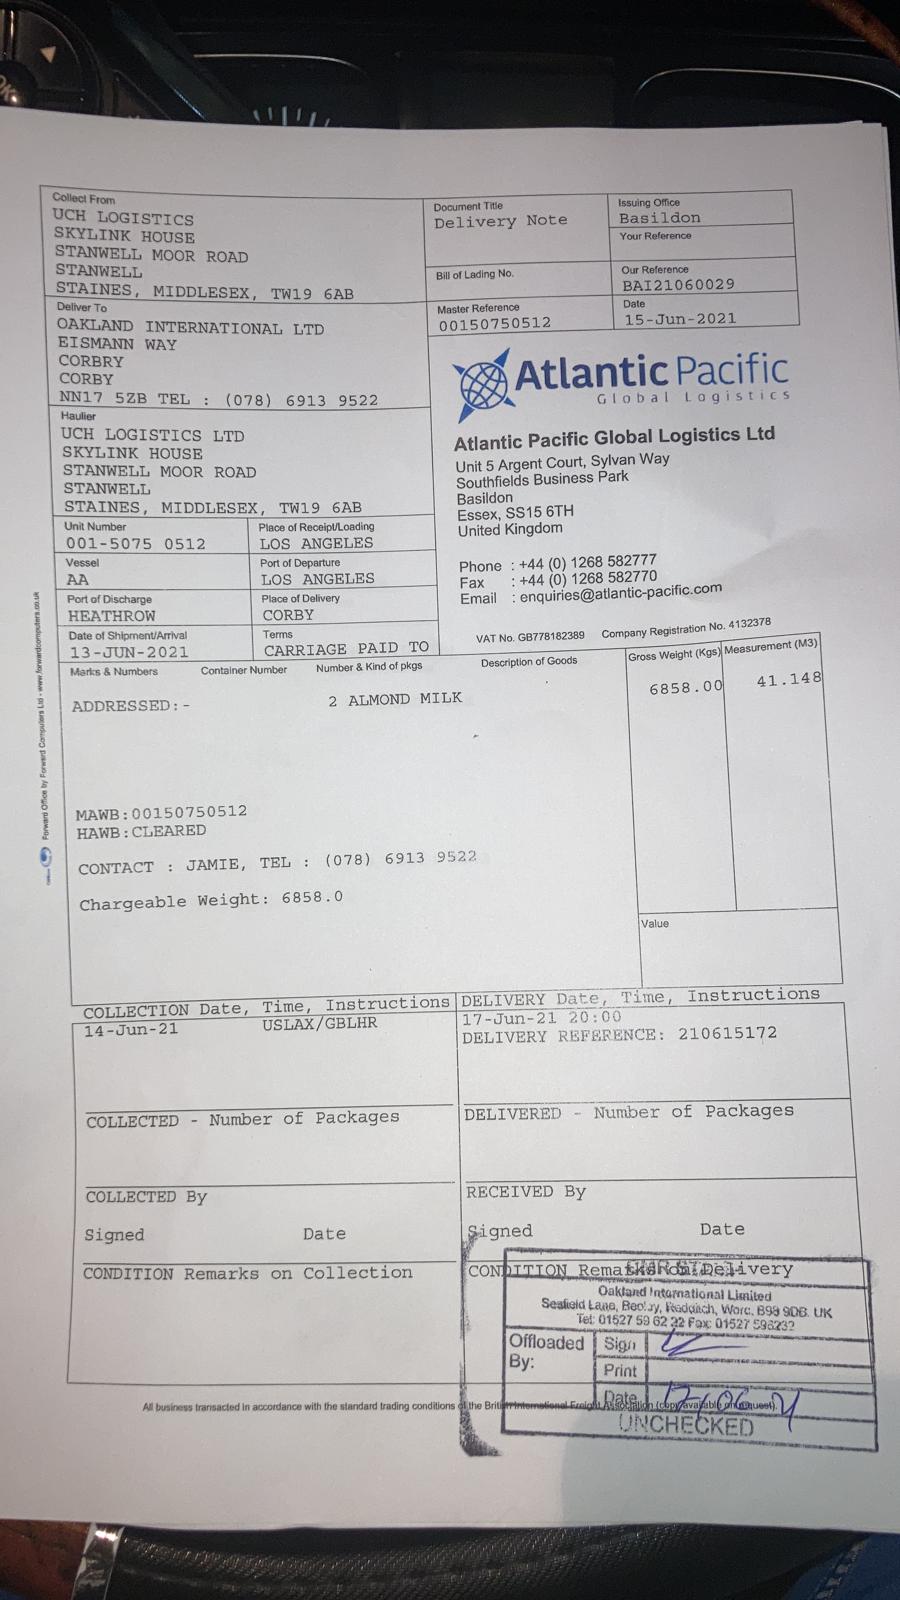 Collect From
UCH LOGISTICS
SKYLINK HOUSE
STANWELL MOOR ROAD
STANWELL
STAINES, MIDDLESEX, TW19 6AB
Document Title
Delivery Note
Issuing Office
Basildon
Your Reference
Bill of Lading No.
Our Reference
BAI21060029
Master Reference
00150750512
Date
15-Jun-2021
Deliver To
OAKLAND INTERNATIONAL LTD
EISMANN WAY
CORBRY
CORBY
NN17 5ZB TEL : (078) 6913 9522
Atlantic Pacific
Global Logistics
Haulier
UCH LOGISTICS LTD
SKYLINK HOUSE
STANWELL MOOR ROAD
STANWELL
STAINES, MIDDLESEX, TW19 6AB
Atlantic Pacific Global Logistics Ltd
Unit 5 Argent Court, Sylvan Way
Southfields Business Park
Basildon
Essex, SS15 6TH
United Kingdom
Phone : +44 (0) 1268 582777
Fax : +44 (0) 1268 582770
Email : enquiries@atlantic-pacific.com
VAT No. GB778182389 Company Registration No. 4132378
Unit Number
001-5075 0512
Place of Receipt/Loading
LOS ANGELES
Vessel
AA
Port of Departure
LOS ANGELES
Port of Discharge
HEATHROW
Place of Delivery
CORBY
Date of Shipment/Arrival
13-JUN-2021
Terms
CARRIAGE PAID TO
Marks & Numbers Container Number Number & Kind of pkgs Description of Goods Gross Weight (Kgs) Measurement (M3)
ADDRESSED:- 2 ALMOND MILK 6858.00 41.148
MAWB:00150750512
HAWB:CLEARED
CONTACT : JAMIE, TEL : (078) 6913 9522
Chargeable Weight: 6858.0
Value
Forward Office by Forward Computers Ltd - www.forwardcomputers.co.uk
COLLECTION Date, Time, Instructions
14-Jun-21 USLAX/GBLHR
DELIVERY Date, Time, Instructions
17-Jun-21 20:00
DELIVERY REFERENCE: 210615172
COLLECTED - Number of Packages
DELIVERED - Number of Packages
COLLECTED By
Signed Date
RECEIVED By
Signed Date
CONDITION Remarks on Collection
CONDITION Remarks on Delivery
Oakland International Limited
Seafield Lane, Beoley, Redditch, Worc. B98 9DB. UK
Tel: 01527 59 62 22 Fax: 01527 596232
Offloaded By:
Sign
Print
Date
UNCHECKED
All business transacted in accordance with the standard trading conditions of the British International Freight Association (copy available on request).